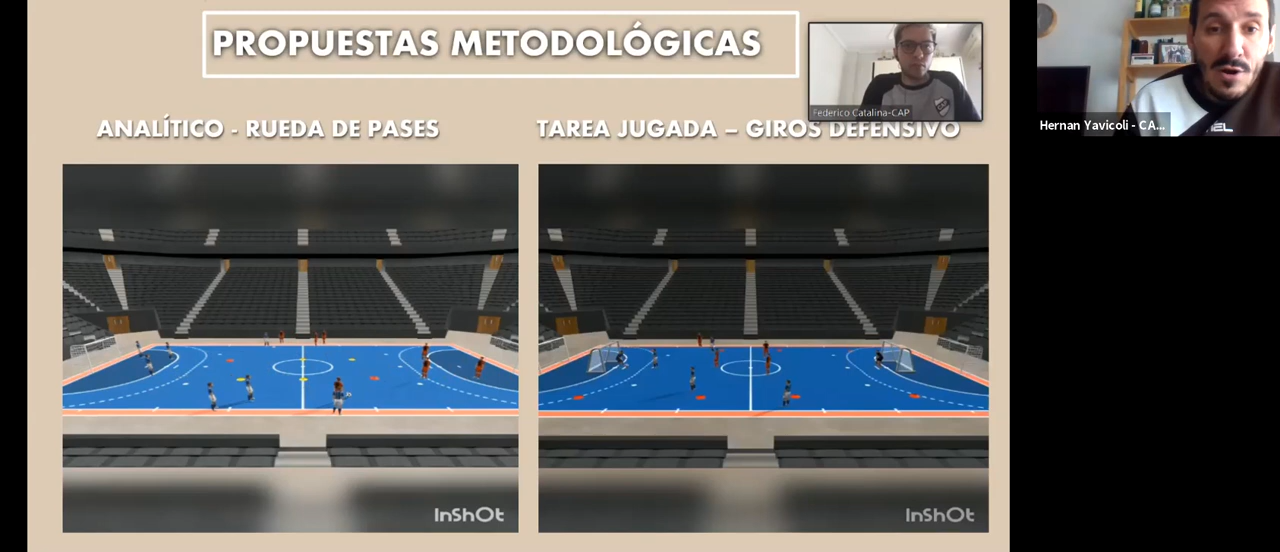 PROPUESTAS METODOLÓGICAS
Federico Catalina-CAP
Hernan Yavicoli - CA...
ANALÍTICO - RUEDA DE PASES
TAREA JUGADA – GIROS DEFENSIVO
InShOt
InShOt